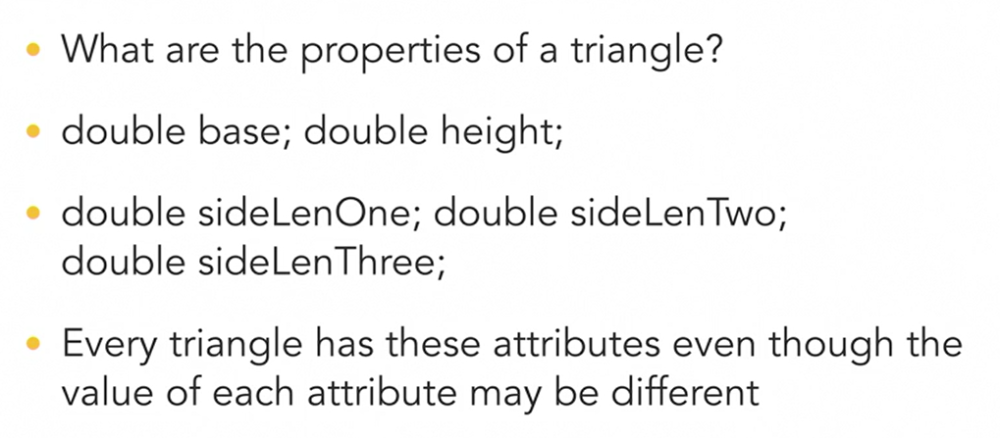 • What are the properties of a triangle?
• double base; double height;
• double sideLenOne; double sideLenTwo;
double sideLenThree;
• Every triangle has these attributes even though the
value of each attribute may be different